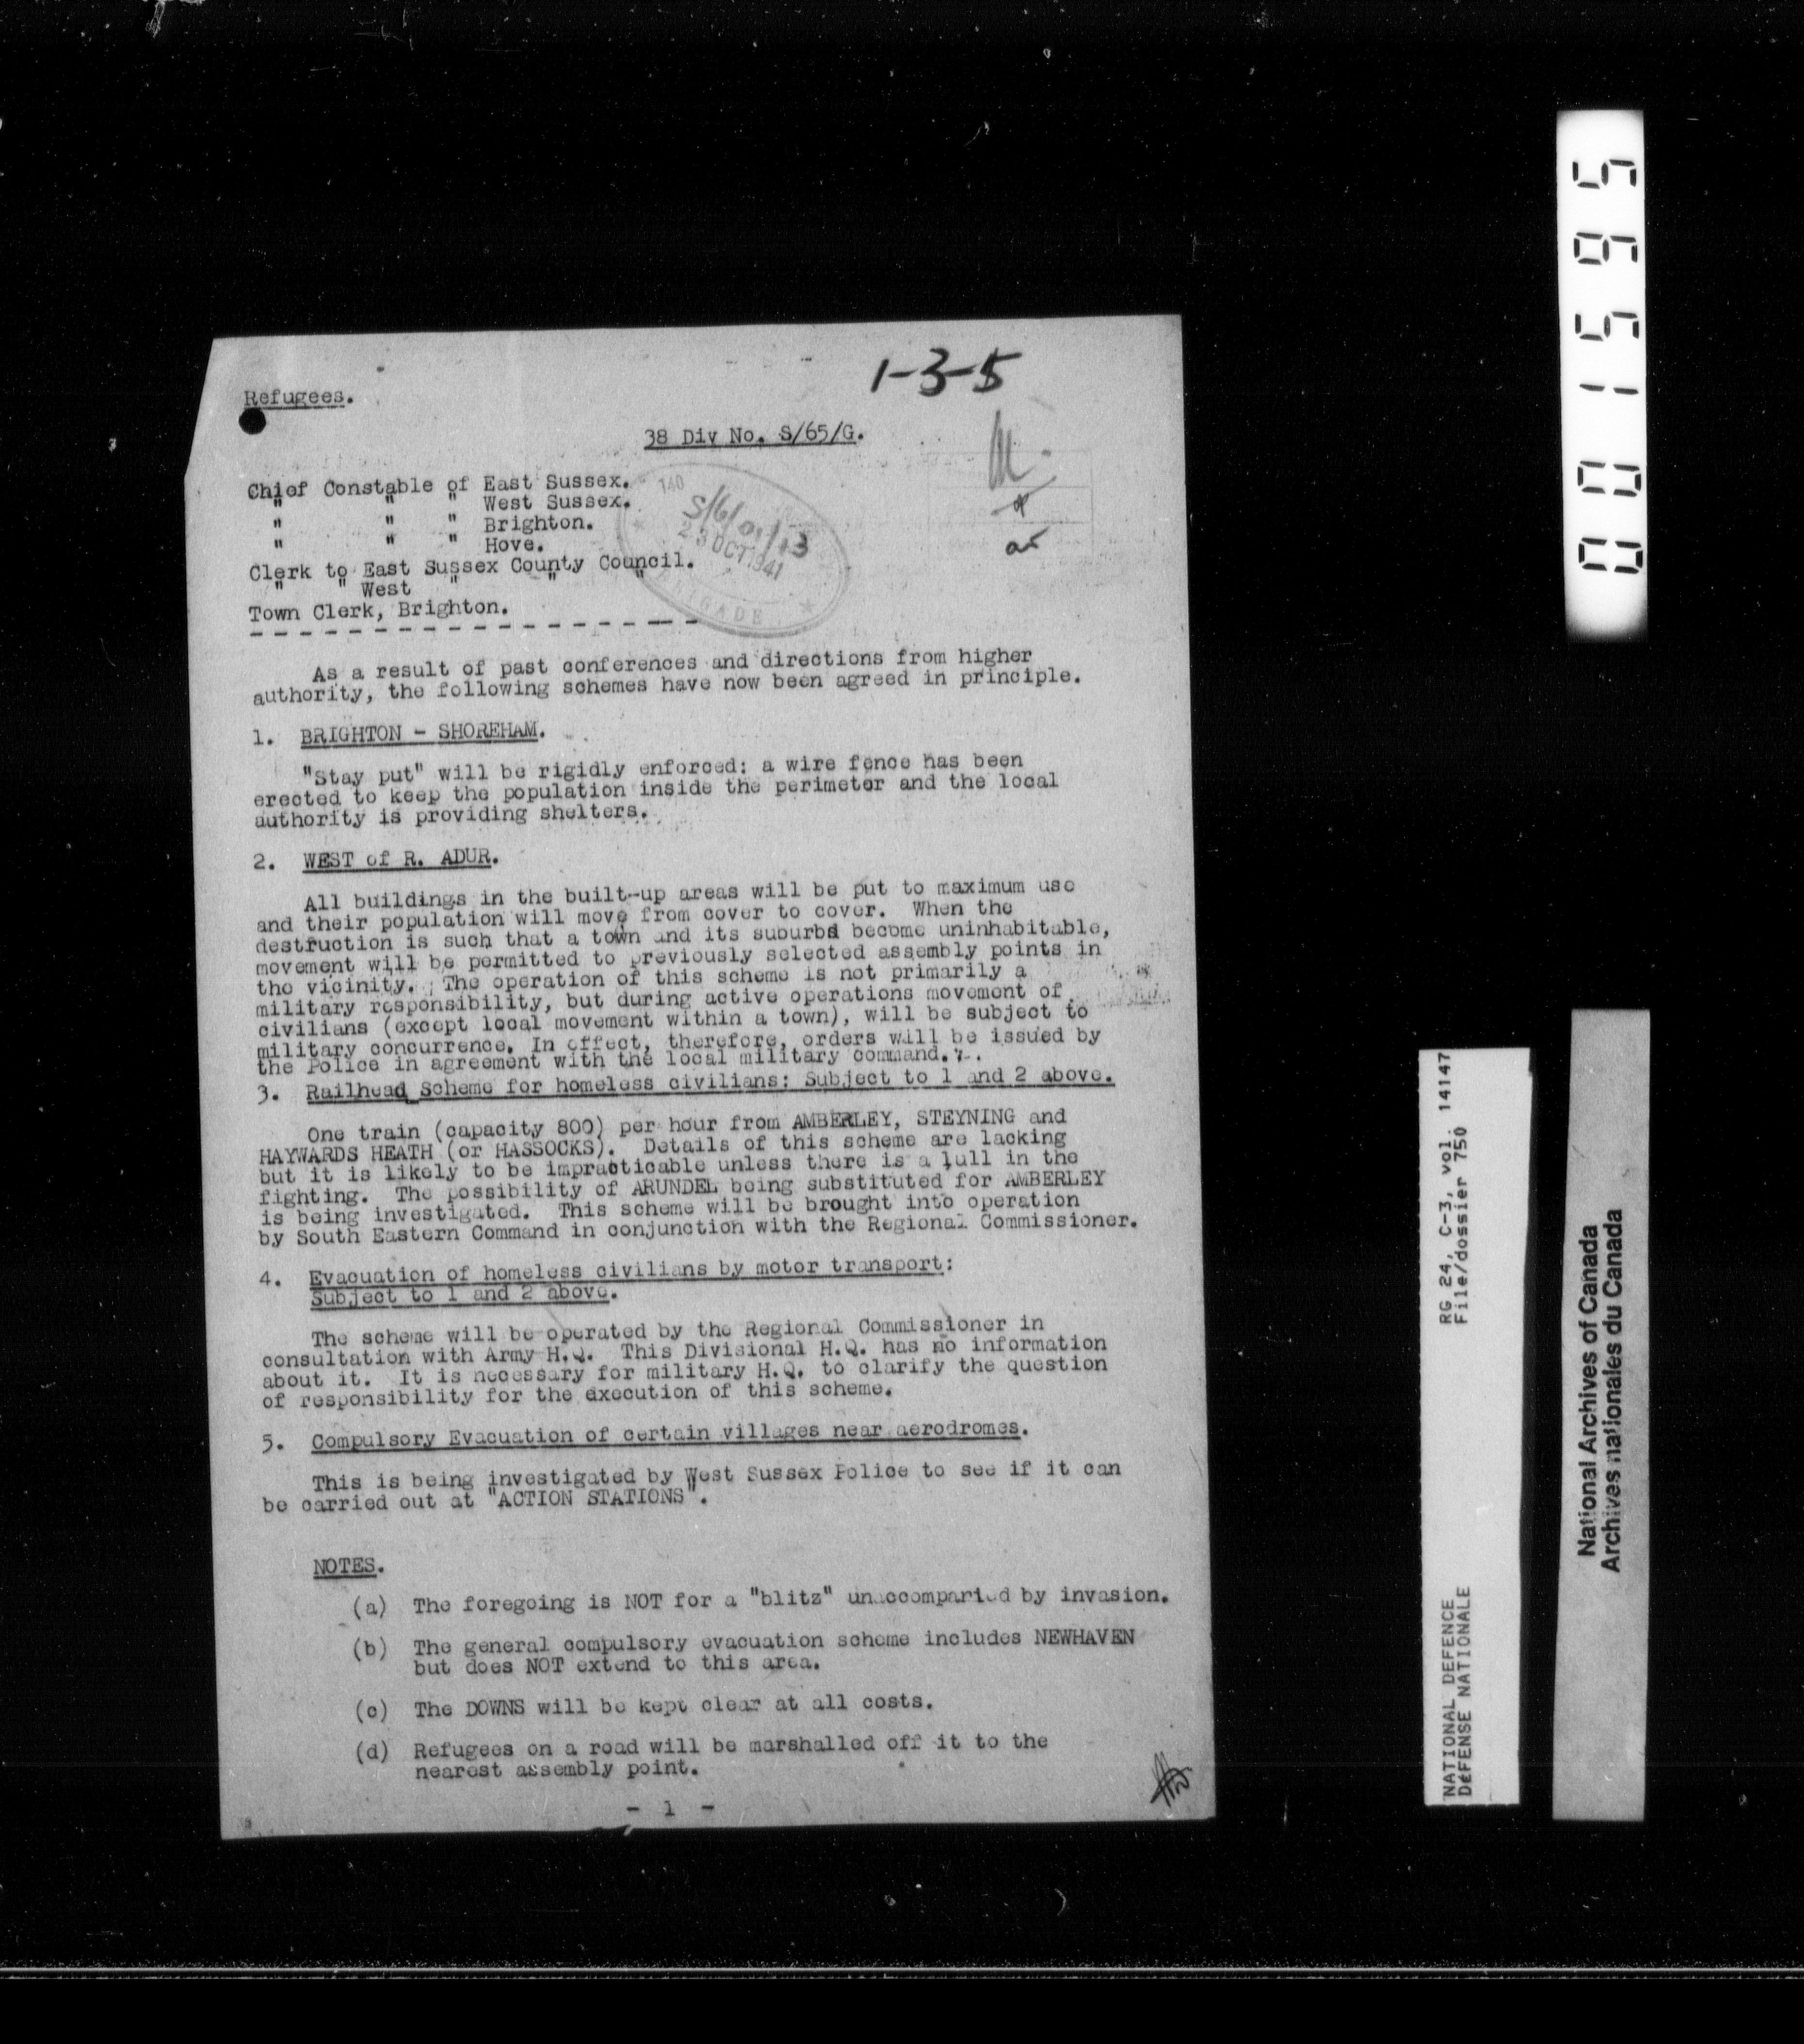 Refugees.
1-3-5
38 Div No. S/65/G.
Chief Constable of East Sussex.
" " " West Sussex.
" " " Brighton.
" " " Hove.
Clerk to East Sussex County Council.
" " West " " "
Town Clerk, Brighton.
23 OCT 1941
BRIGADE
As a result of past conferences and directions from higher
authority, the following schemes have now been agreed in principle.
1. BRIGHTON - SHOREHAM.
"Stay put" will be rigidly enforced: a wire fence has been
erected to keep the population inside the perimeter and the local
authority is providing shelters.
2. WEST of R. ADUR.
All buildings in the built-up areas will be put to maximum use
and their population will move from cover to cover. When the
destruction is such that a town and its suburbs become uninhabitable,
movement will be permitted to previously selected assembly points in
the vicinity. The operation of this scheme is not primarily a
military responsibility, but during active operations movement of
civilians (except local movement within a town), will be subject to
military concurrence. In effect, therefore, orders will be issued by
the Police in agreement with the local military command.
3. Railhead Scheme for homeless civilians: Subject to 1 and 2 above.
One train (capacity 800) per hour from AMBERLEY, STEYNING and
HAYWARDS HEATH (or HASSOCKS). Details of this scheme are lacking
but it is likely to be impracticable unless there is a lull in the
fighting. The possibility of ARUNDEL being substituted for AMBERLEY
is being investigated. This scheme will be brought into operation
by South Eastern Command in conjunction with the Regional Commissioner.
4. Evacuation of homeless civilians by motor transport:
Subject to 1 and 2 above.
The scheme will be operated by the Regional Commissioner in
consultation with Army H.Q. This Divisional H.Q. has no information
about it. It is necessary for military H.Q. to clarify the question
of responsibility for the execution of this scheme.
5. Compulsory Evacuation of certain villages near aerodromes.
This is being investigated by West Sussex Police to see if it can
be carried out at "ACTION STATIONS".
NOTES.
(a) The foregoing is NOT for a "blitz" unaccompanied by invasion.
(b) The general compulsory evacuation scheme includes NEWHAVEN
but does NOT extend to this area.
(c) The DOWNS will be kept clear at all costs.
(d) Refugees on a road will be marshalled off it to the
nearest assembly point.
- 1 -
001595
RG 24, C-3, vol. 14147
File/dossier 750
NATIONAL DEFENCE
DÉFENSE NATIONALE
National Archives of Canada
Archives nationales du Canada